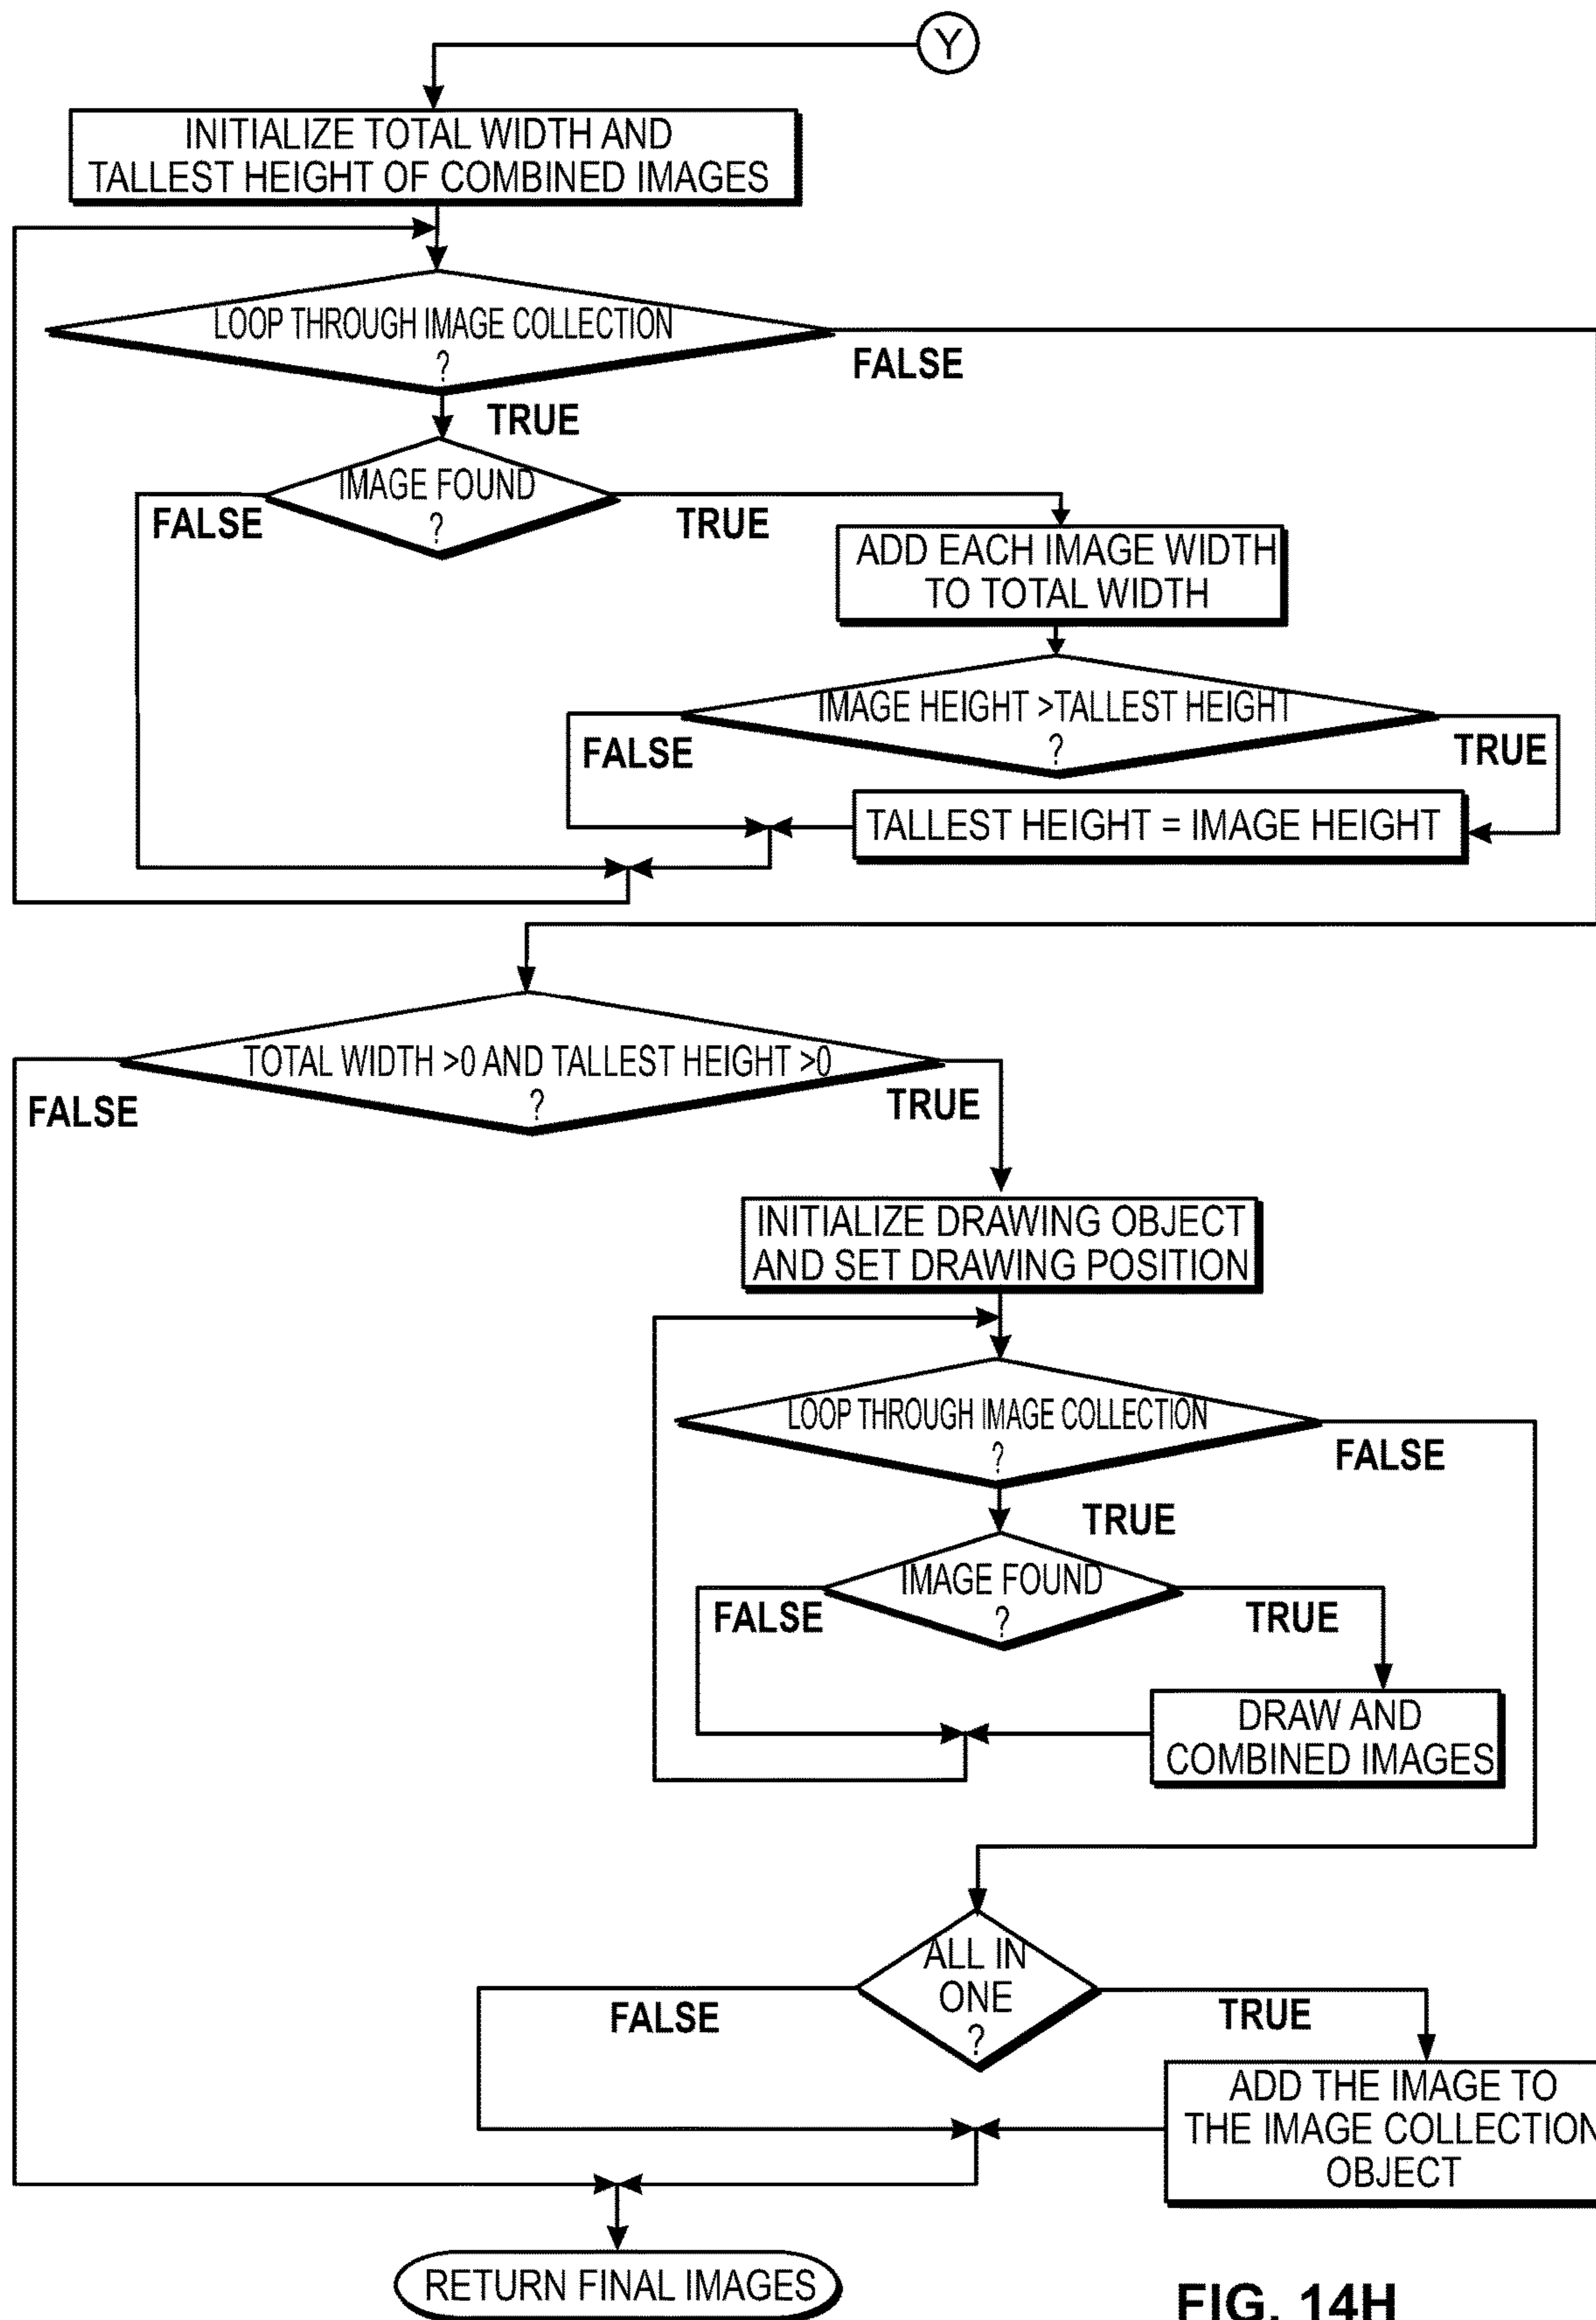 Y
INITIALIZE TOTAL WIDTH AND
TALLEST HEIGHT OF COMBINED IMAGES
LOOP THROUGH IMAGE COLLECTION
?
FALSE
TRUE
IMAGE FOUND
?
FALSE
TRUE
ADD EACH IMAGE WIDTH
TO TOTAL WIDTH
IMAGE HEIGHT >TALLEST HEIGHT
?
FALSE
TRUE
TALLEST HEIGHT = IMAGE HEIGHT
TOTAL WIDTH >0 AND TALLEST HEIGHT >0
?
FALSE
TRUE
INITIALIZE DRAWING OBJECT
AND SET DRAWING POSITION
LOOP THROUGH IMAGE COLLECTION
?
FALSE
TRUE
IMAGE FOUND
?
FALSE
TRUE
DRAW AND
COMBINED IMAGES
ALL IN
ONE
?
FALSE
TRUE
ADD THE IMAGE TO
THE IMAGE COLLECTION
OBJECT
RETURN FINAL IMAGES
FIG. 14H